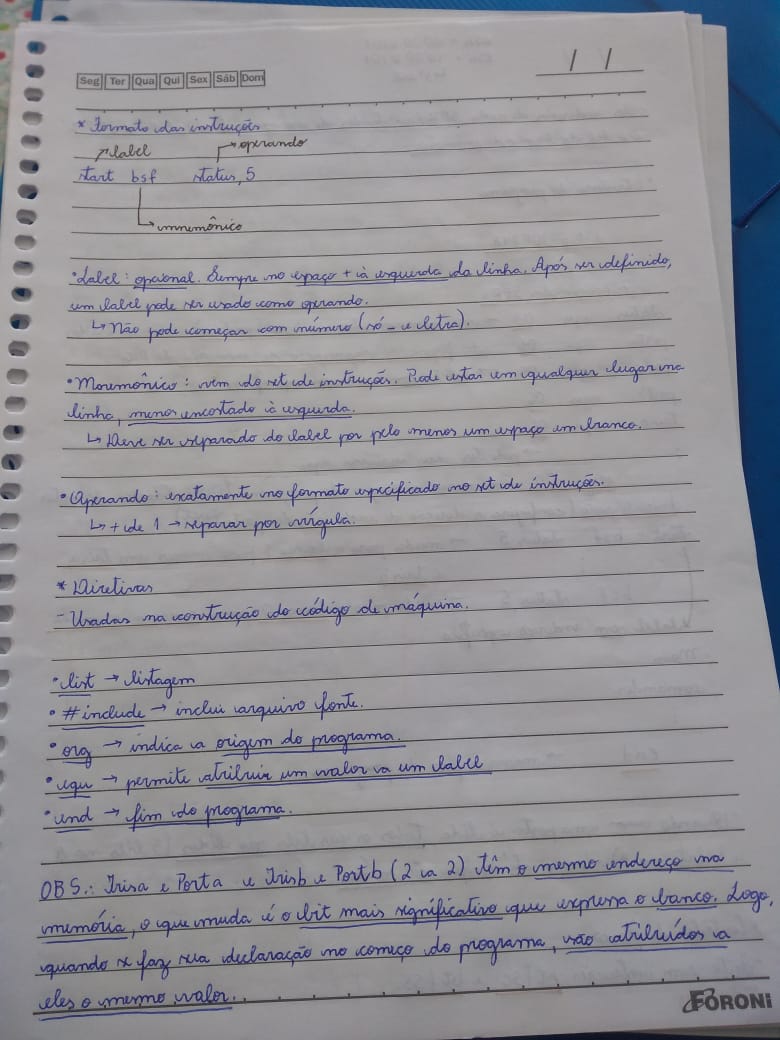 Seg Ter Qua Qui Sex Sáb Dom
/ /
* Formato das instruções
label operando
start bsf status, 5
mnemônico
• Label: opcional. Sempre no espaço + à esquerda da linha. Após ser definido,
um label pode ser usado como operando.
↳ Não pode começar com número (só _ e letra).
• Mnemônico: vem do set de instruções. Pode estar em qualquer lugar na
linha, menos encostado à esquerda.
↳ Deve ser separado do label por pelo menos um espaço em branco.
• Operando: exatamente no formato especificado no set de instruções.
↳ + de 1 → separar por vírgula.
* Diretivas
- Usadas na construção do código de máquina.
• list → listagem
• #include → inclui arquivo fonte.
• org → indica a origem do programa.
• equ → permite atribuir um valor a um label
• end → fim do programa.
OBS.: Trisa e Porta e Trisb e Portb (2 a 2) têm o mesmo endereço na
memória, o que muda é o bit mais significativo que expressa o banco. Logo,
quando se faz sua declaração no começo do programa, são atribuídos a
eles o mesmo valor.
FORONI